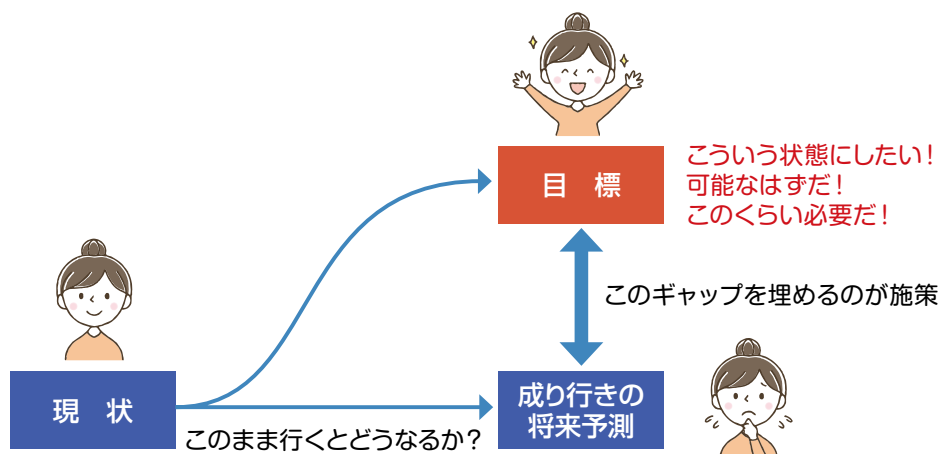 目 標
こういう状態にしたい！
可能なはずだ！
このくらい必要だ！
このギャップを埋めるのが施策
現 状
このまま行くとどうなるか？
成り行きの
将来予測